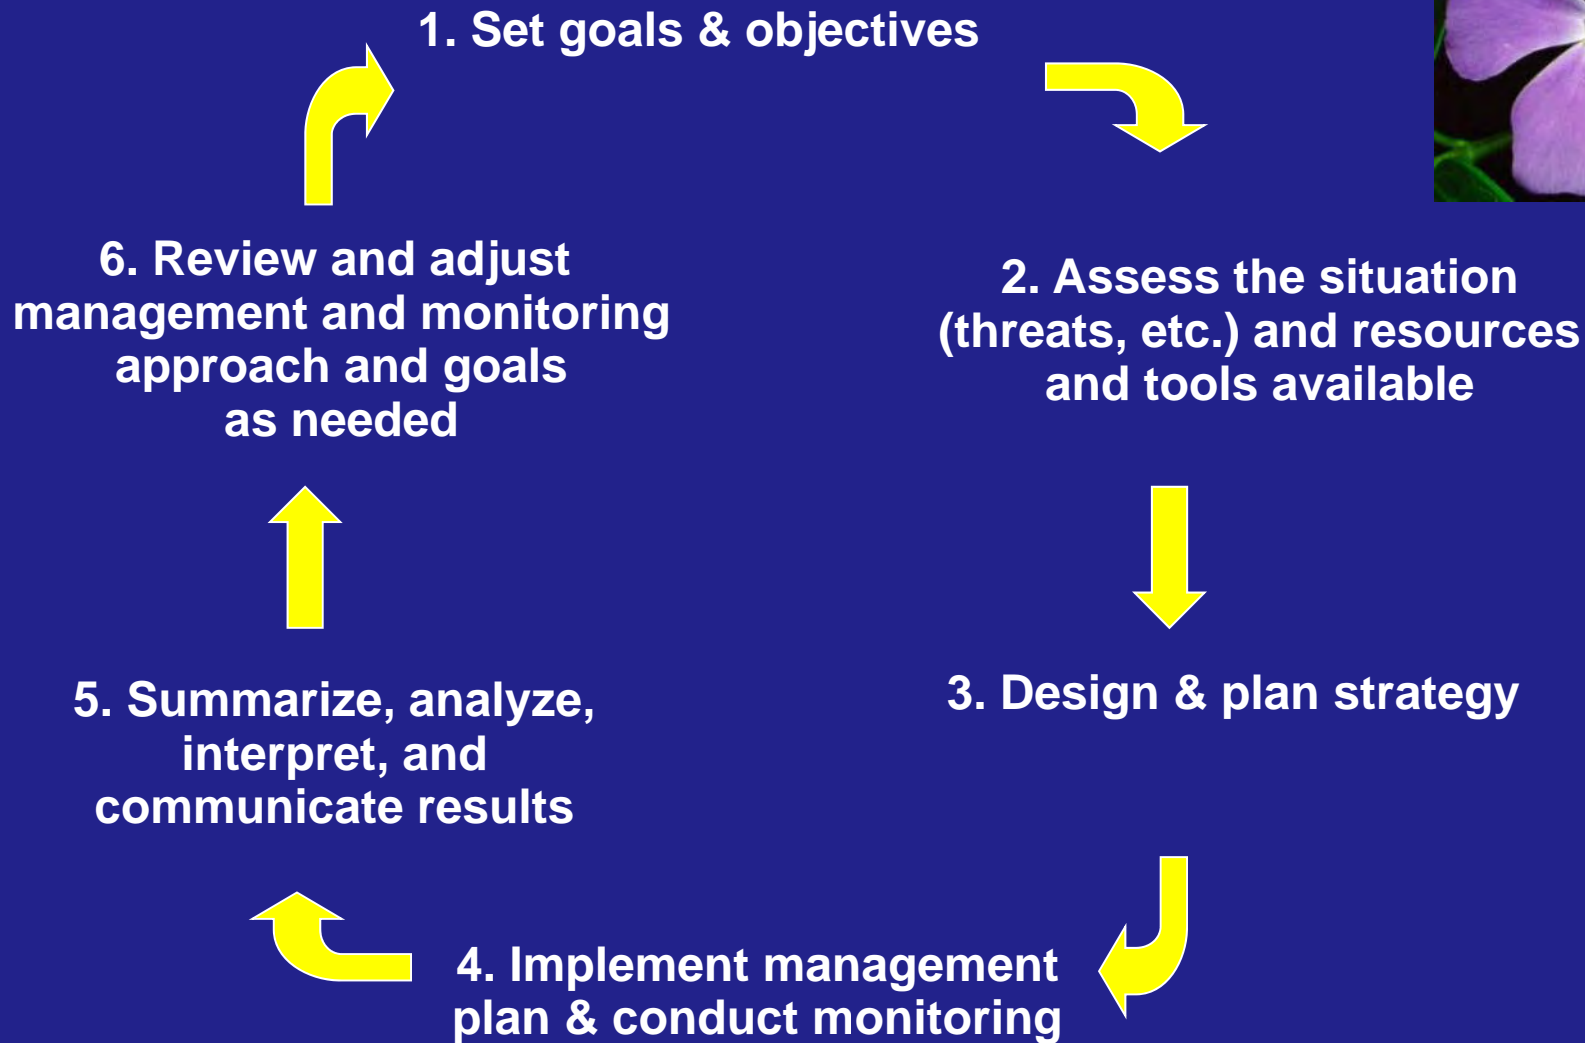 1. Set goals & objectives
2. Assess the situation
(threats, etc.) and resources
and tools available
3. Design & plan strategy
4. Implement management
plan & conduct monitoring
5. Summarize, analyze,
interpret, and
communicate results
6. Review and adjust
management and monitoring
approach and goals
as needed